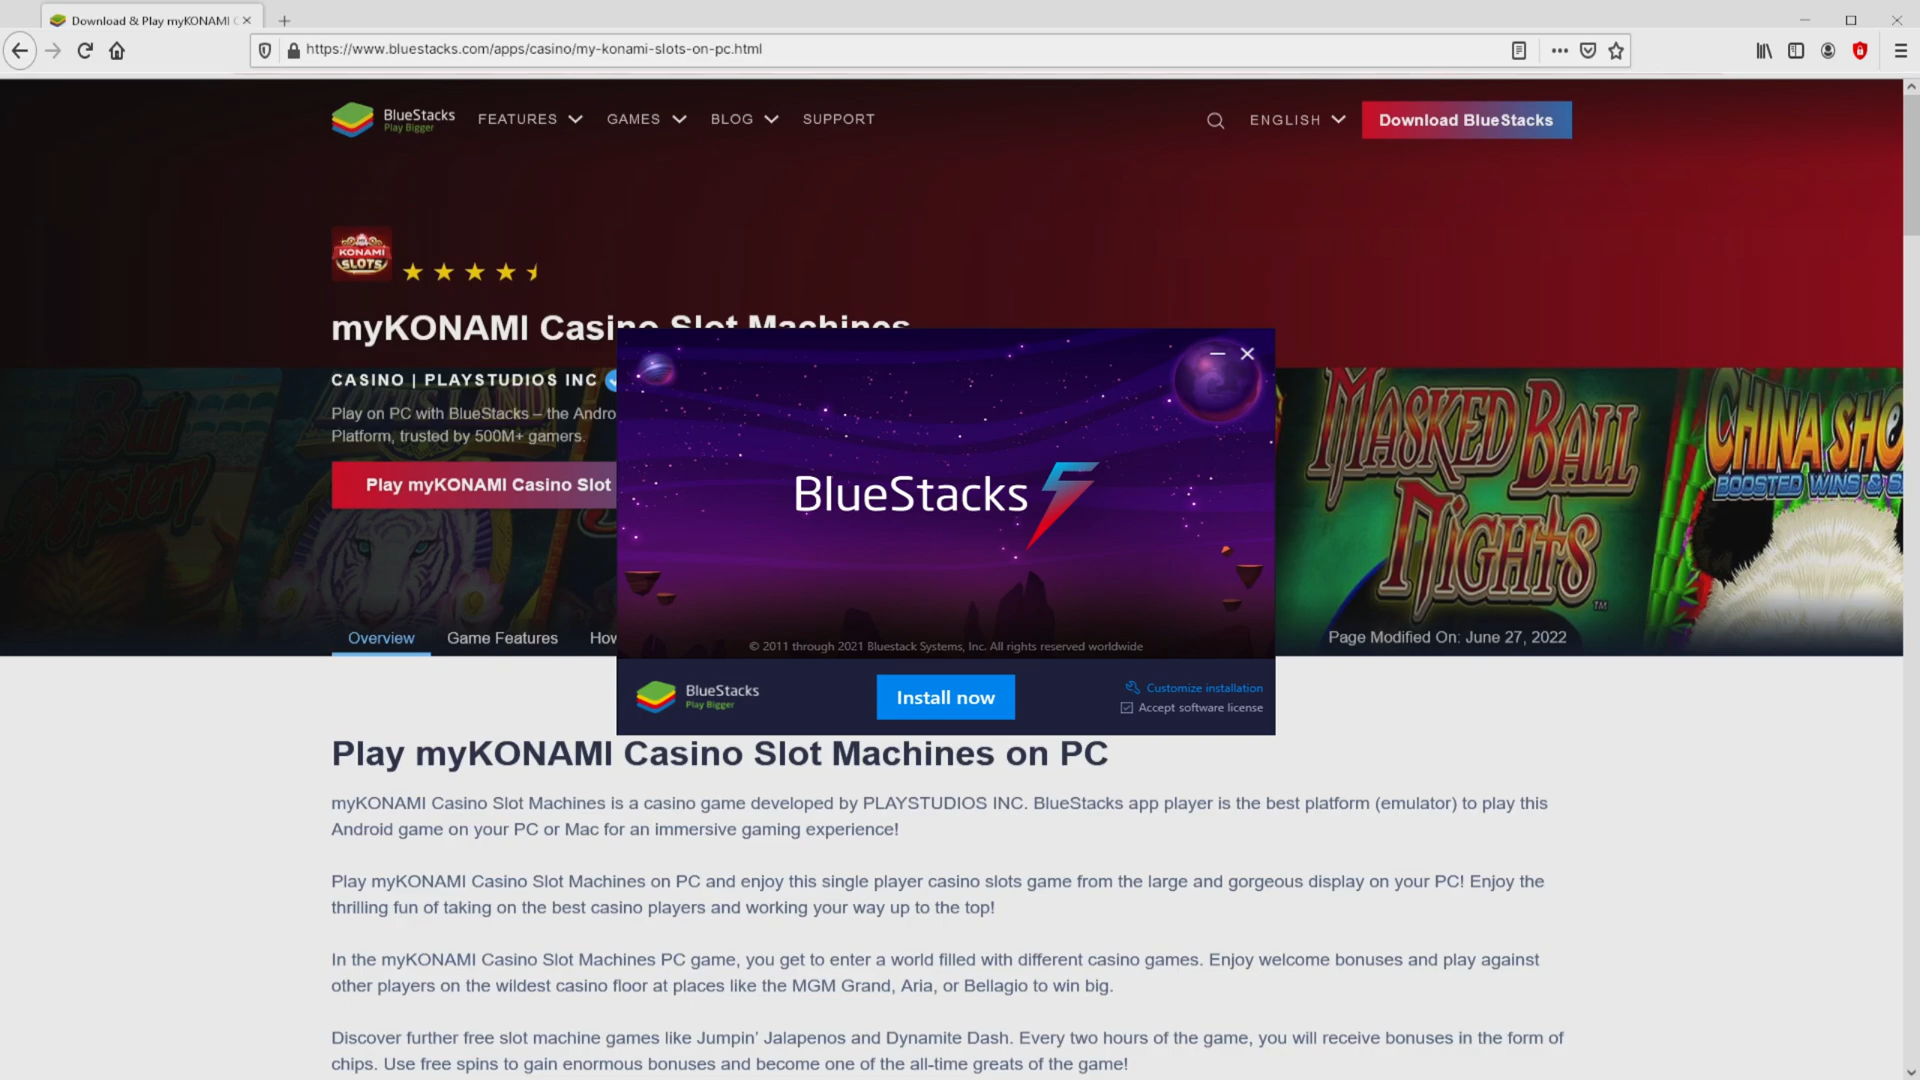 Download & Play myKONAMI C
https://www.bluestacks.com/apps/casino/my-konami-slots-on-pc.html
BlueStacks
Play Bigger
FEATURES
GAMES
BLOG
SUPPORT
ENGLISH
Download BlueStacks
KONAMI
SLOTS
myKONAMI Casino Slot Machines
CASINO | PLAYSTUDIOS INC
Play on PC with BlueStacks – the Andro
Platform, trusted by 500M+ gamers.
Play myKONAMI Casino Slot
Bull
Mystery
LOTUS LAND
MASKED BALL
NIGHTS™
CHINA SHO
BOOSTED WINS & S
Overview
Game Features
How
Page Modified On: June 27, 2022
BlueStacks 5
© 2011 through 2021 Bluestack Systems, Inc. All rights reserved worldwide
BlueStacks
Play Bigger
Install now
Customize installation
Accept software license
Play myKONAMI Casino Slot Machines on PC
myKONAMI Casino Slot Machines is a casino game developed by PLAYSTUDIOS INC. BlueStacks app player is the best platform (emulator) to play this
Android game on your PC or Mac for an immersive gaming experience!
Play myKONAMI Casino Slot Machines on PC and enjoy this single player casino slots game from the large and gorgeous display on your PC! Enjoy the
thrilling fun of taking on the best casino players and working your way up to the top!
In the myKONAMI Casino Slot Machines PC game, you get to enter a world filled with different casino games. Enjoy welcome bonuses and play against
other players on the wildest casino floor at places like the MGM Grand, Aria, or Bellagio to win big.
Discover further free slot machine games like Jumpin’ Jalapenos and Dynamite Dash. Every two hours of the game, you will receive bonuses in the form of
chips. Use free spins to gain enormous bonuses and become one of the all-time greats of the game!